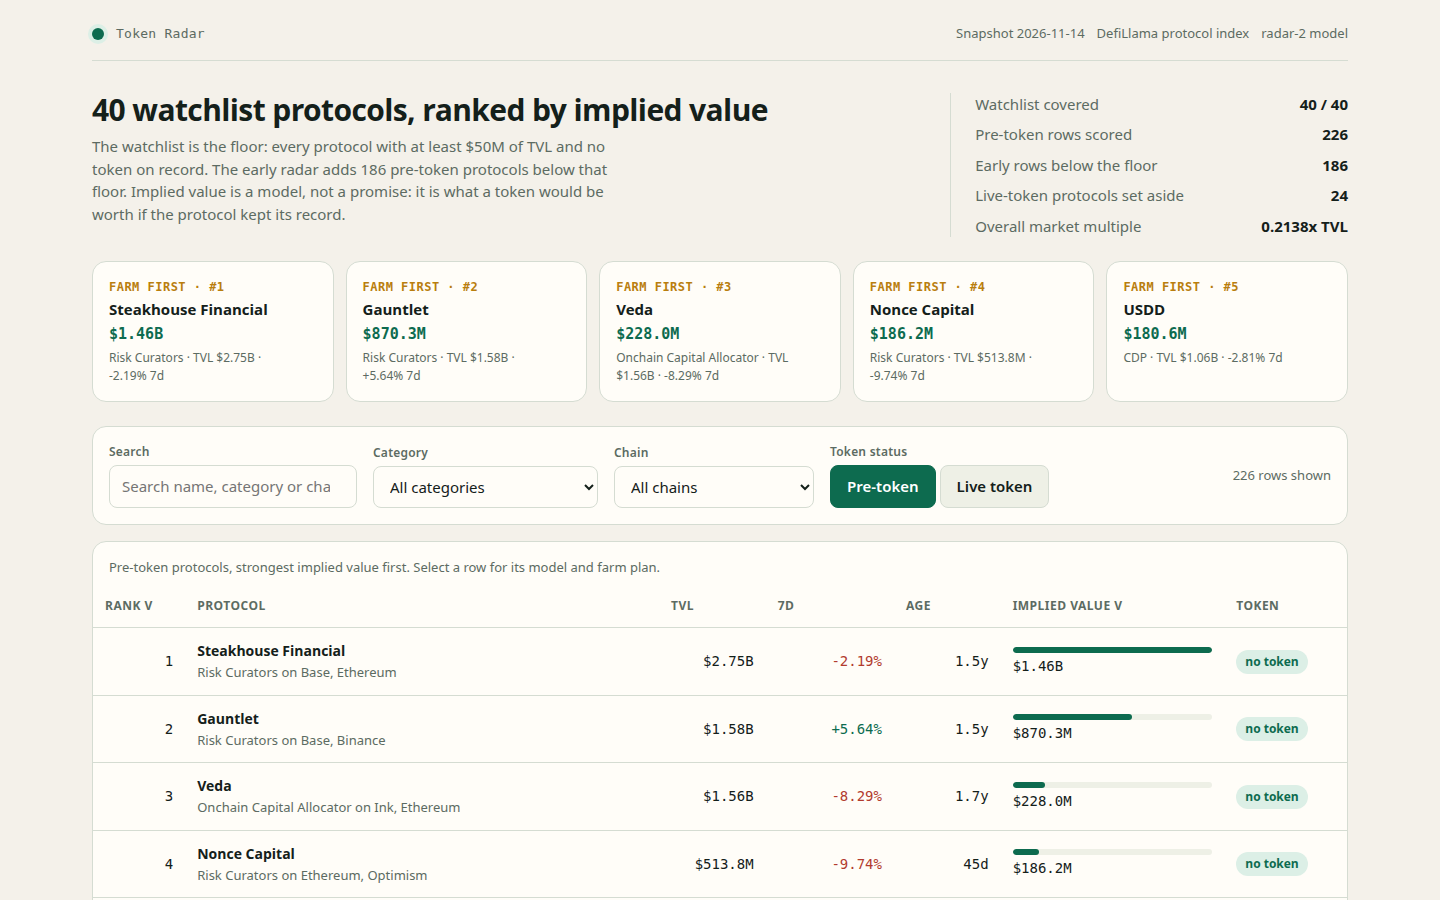 Token Radar
Snapshot 2026-11-14 DefiLlama protocol index radar-2 model
40 watchlist protocols, ranked by implied value
The watchlist is the floor: every protocol with at least $50M of TVL and no
token on record. The early radar adds 186 pre-token protocols below that
floor. Implied value is a model, not a promise: it is what a token would be
worth if the protocol kept its record.
Watchlist covered 40 / 40
Pre-token rows scored 226
Early rows below the floor 186
Live-token protocols set aside 24
Overall market multiple 0.2138x TVL
FARM FIRST · #1
Steakhouse Financial
$1.46B
Risk Curators · TVL $2.75B ·
-2.19% 7d
FARM FIRST · #2
Gauntlet
$870.3M
Risk Curators · TVL $1.58B ·
+5.64% 7d
FARM FIRST · #3
Veda
$228.0M
Onchain Capital Allocator · TVL
$1.56B · -8.29% 7d
FARM FIRST · #4
Nonce Capital
$186.2M
Risk Curators · TVL $513.8M ·
-9.74% 7d
FARM FIRST · #5
USDD
$180.6M
CDP · TVL $1.06B · -2.81% 7d
Search
Search name, category or cha
Category
All categories
Chain
All chains
Token status
Pre-token Live token
226 rows shown
Pre-token protocols, strongest implied value first. Select a row for its model and farm plan.
RANK V PROTOCOL TVL 7D AGE IMPLIED VALUE V TOKEN
1 Steakhouse Financial $2.75B -2.19% 1.5y $1.46B no token
Risk Curators on Base, Ethereum
2 Gauntlet $1.58B +5.64% 1.5y $870.3M no token
Risk Curators on Base, Binance
3 Veda $1.56B -8.29% 1.7y $228.0M no token
Onchain Capital Allocator on Ink, Ethereum
4 Nonce Capital $513.8M -9.74% 45d $186.2M no token
Risk Curators on Ethereum, Optimism